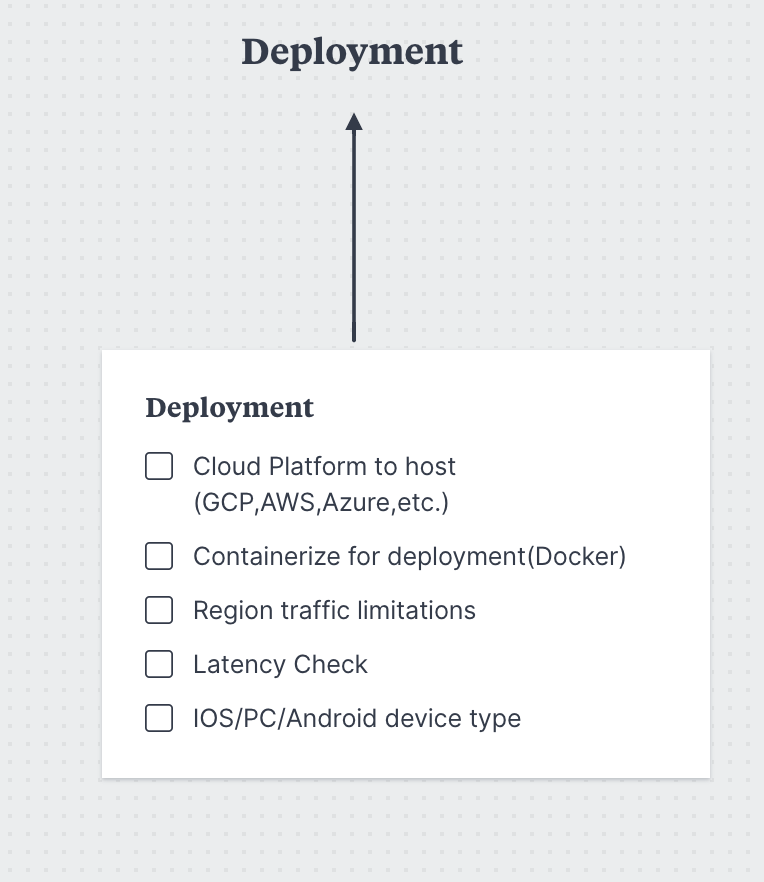 Deployment
Deployment
Cloud Platform to host
(GCP,AWS,Azure,etc.)
Containerize for deployment(Docker)
Region traffic limitations
Latency Check
IOS/PC/Android device type